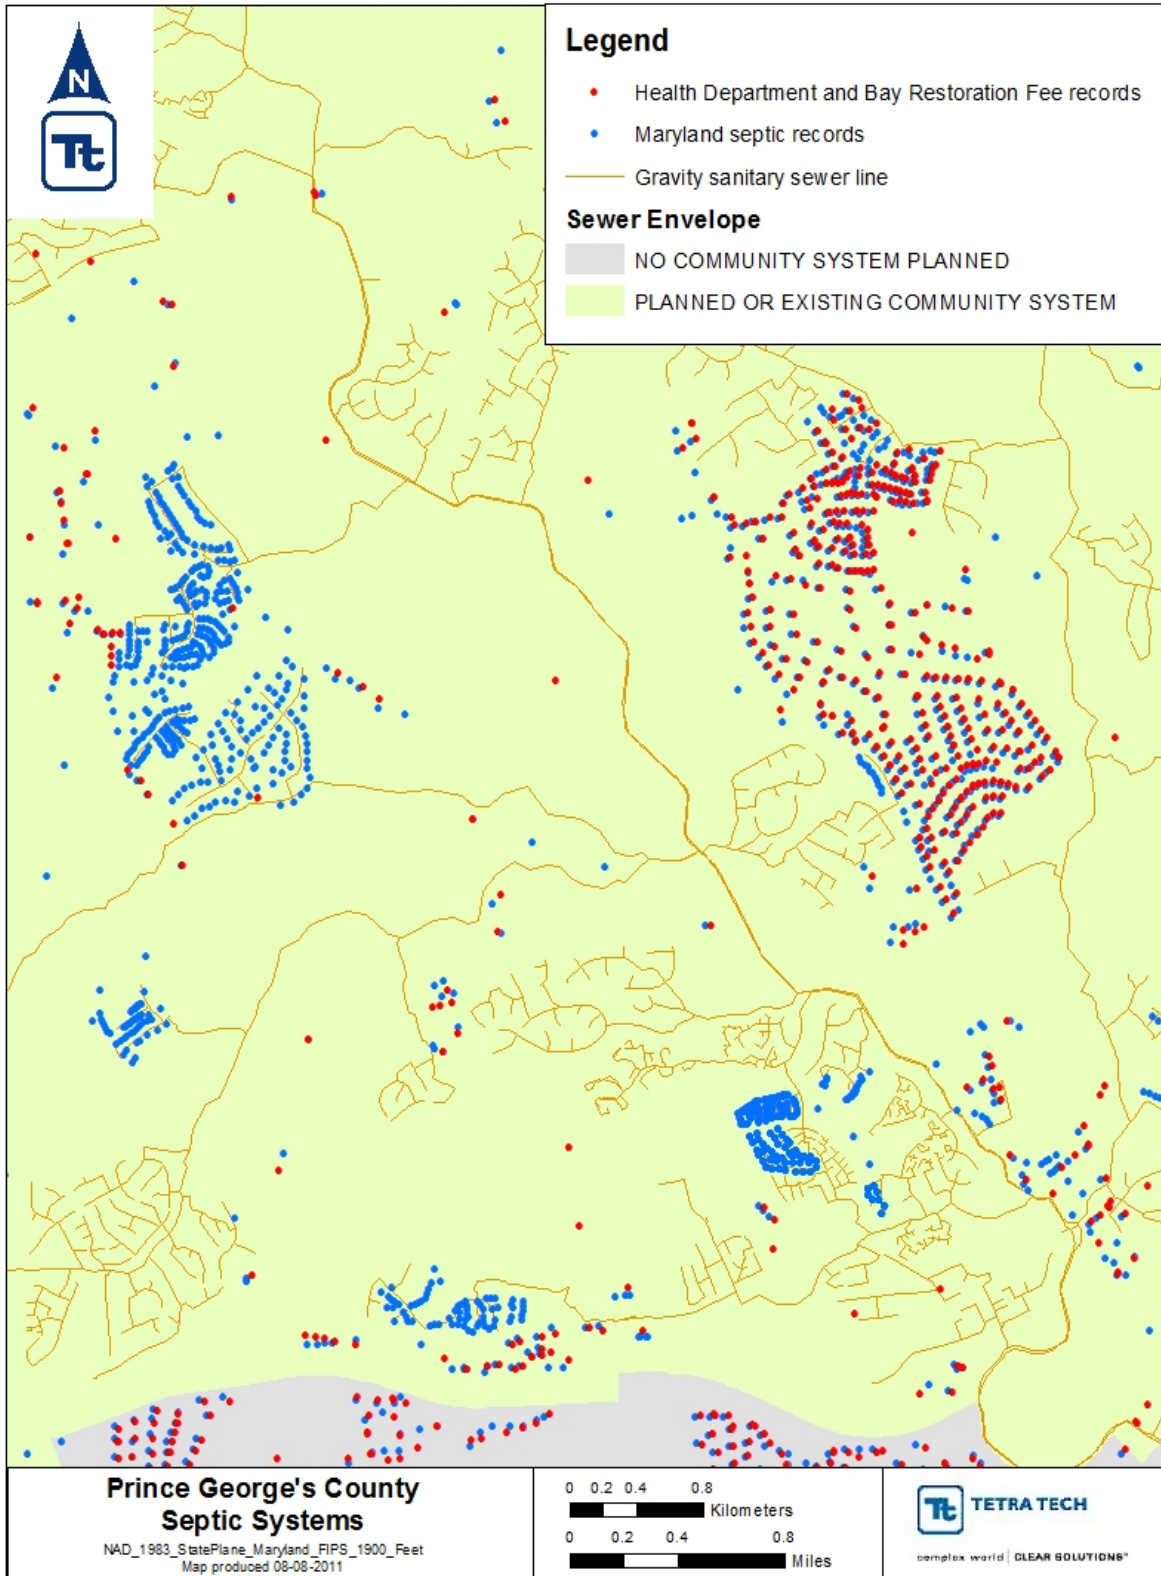 N
Tt
Legend
Health Department and Bay Restoration Fee records
Maryland septic records
Gravity sanitary sewer line
Sewer Envelope
NO COMMUNITY SYSTEM PLANNED
PLANNED OR EXISTING COMMUNITY SYSTEM
Prince George's County
Septic Systems
NAD_1983_StatePlane_Maryland_FIPS_1900_Feet
Map produced 08-08-2011
0 0.2 0.4 0.8
Kilometers
0 0.2 0.4 0.8
Miles
Tt TETRA TECH
complex world | CLEAR SOLUTIONS™